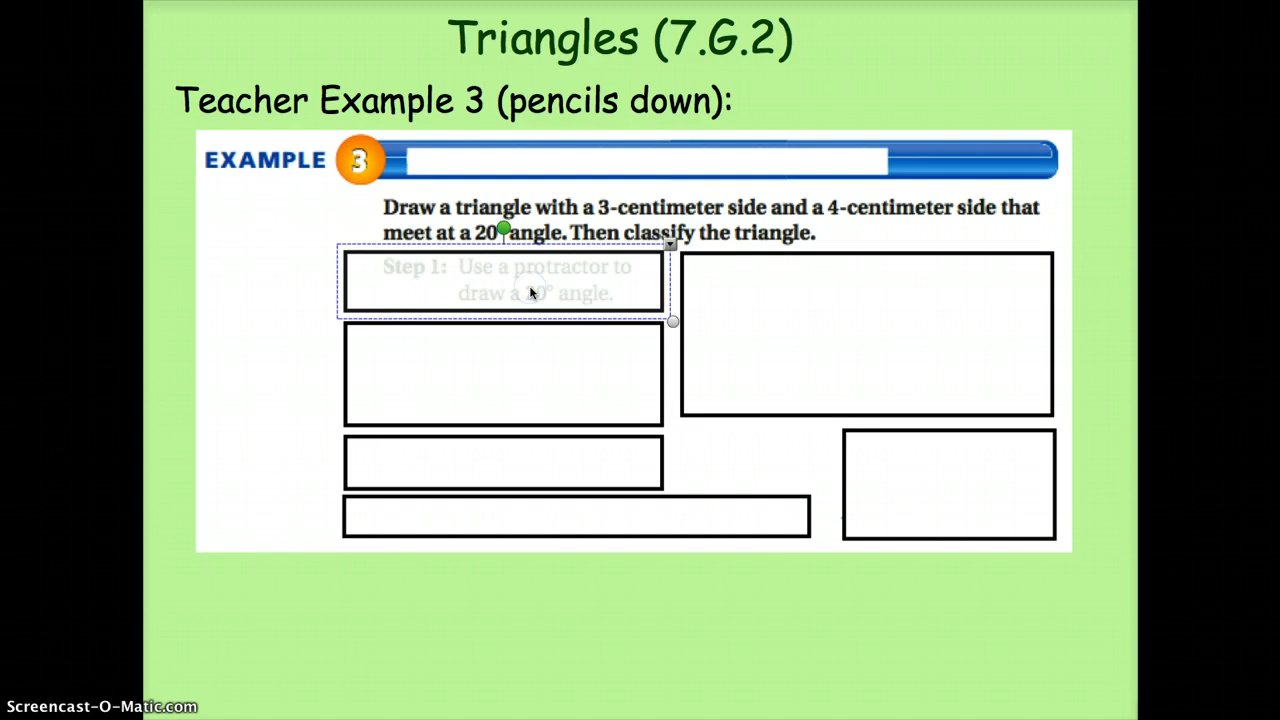 Triangles (7.G.2)
Teacher Example 3 (pencils down):
EXAMPLE 3
Draw a triangle with a 3-centimeter side and a 4-centimeter side that
meet at a 20 angle. Then classify the triangle.
Step 1: Use a protractor to
draw a 20° angle.
Screencast-O-Matic.com